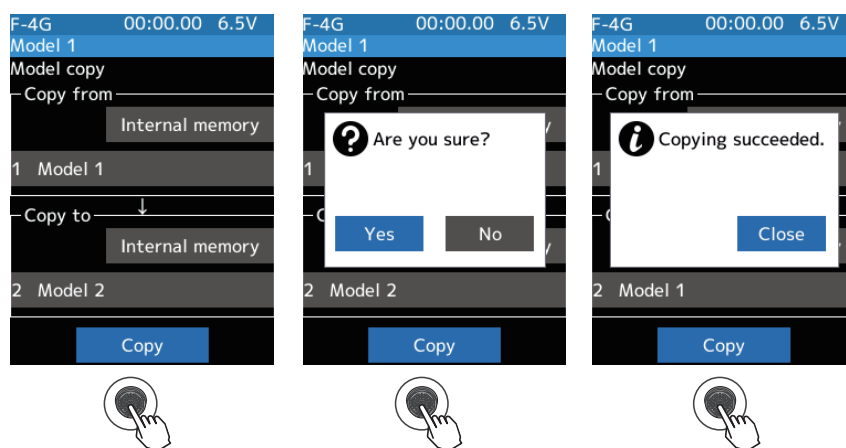 F-4G 00:00.00 6.5V
Model 1
Model copy
Copy from
Internal memory
1 Model 1
↓
Copy to
Internal memory
2 Model 2
Copy
F-4G 00:00.00 6.5V
Model 1
Model copy
Copy from
Are you sure?
1
Yes No
2 Model 2
Copy
F-4G 00:00.00 6.5V
Model 1
Model copy
Copy from
Copying succeeded.
1
Close
2 Model 1
Copy